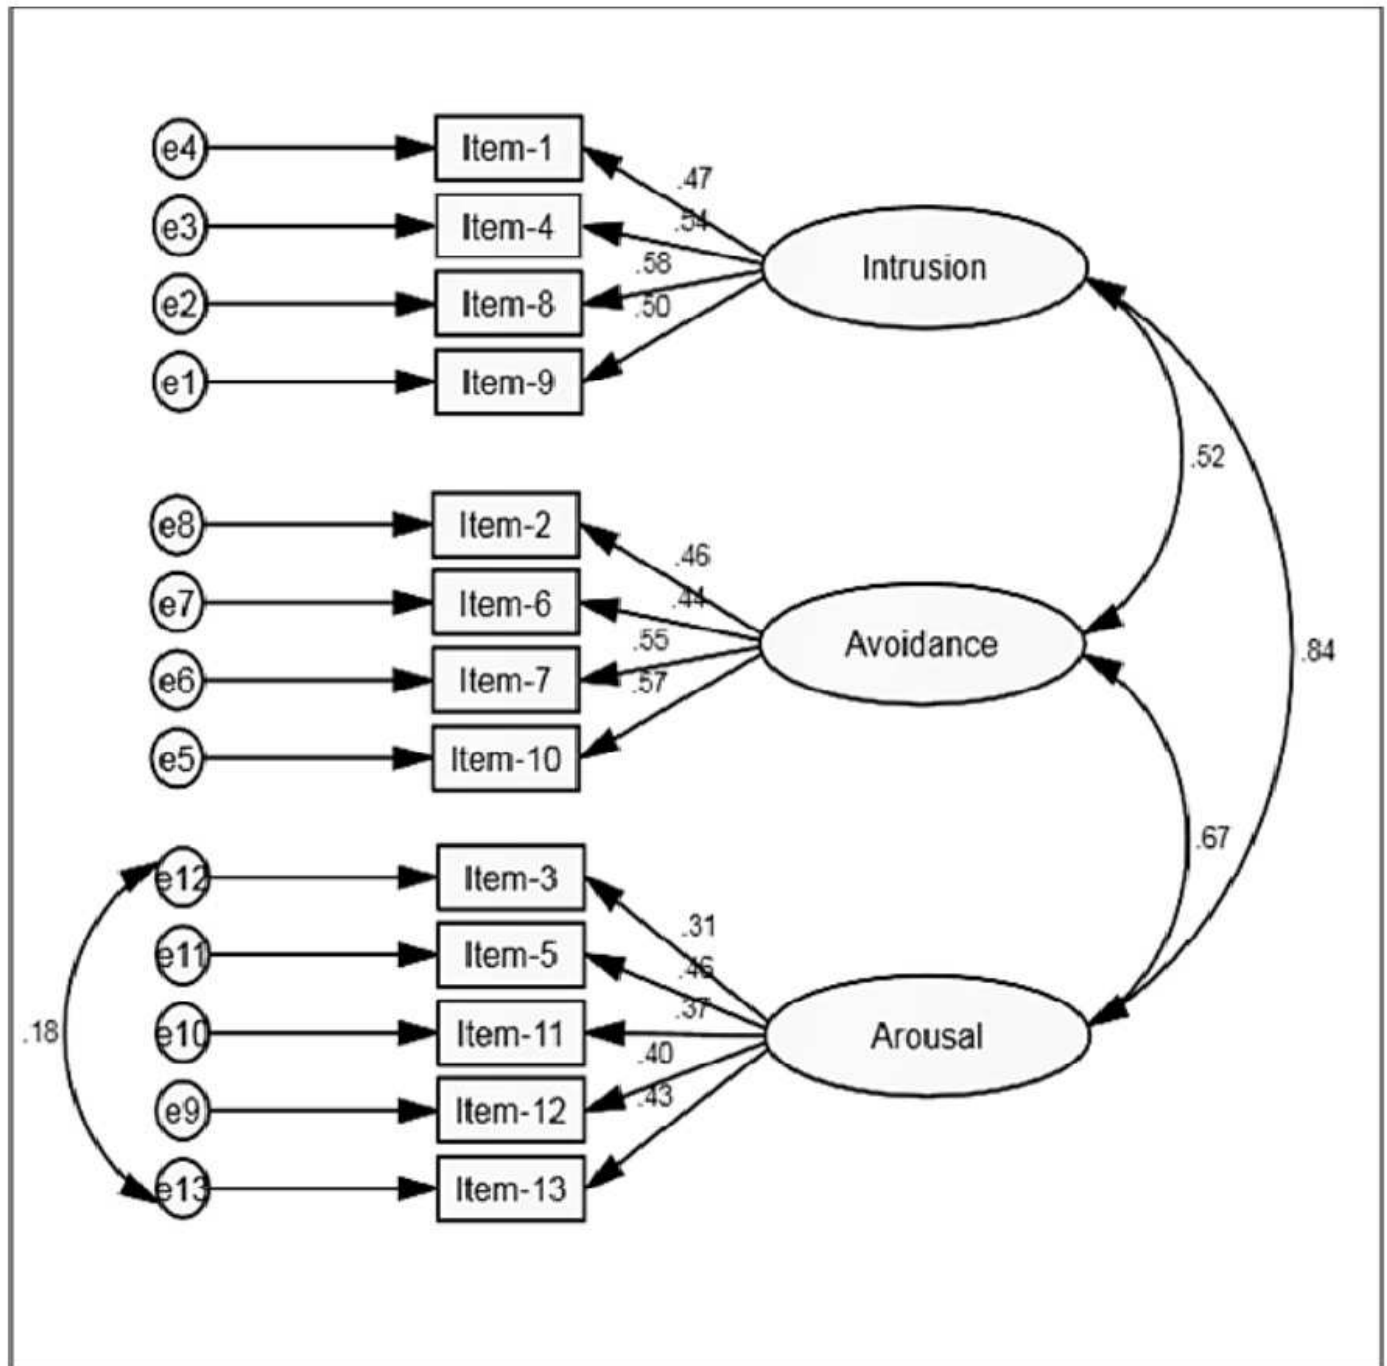 e4 Item-1 .47
e3 Item-4 .54
e2 Item-8 .58
e1 Item-9 .50
Intrusion
.52
e8 Item-2 .46
e7 Item-6 .44
e6 Item-7 .55
e5 Item-10 .57
Avoidance
.84
.67
e12 Item-3 .31
e11 Item-5 .46
e10 Item-11 .37
e9 Item-12 .40
e13 Item-13 .43
Arousal
.18